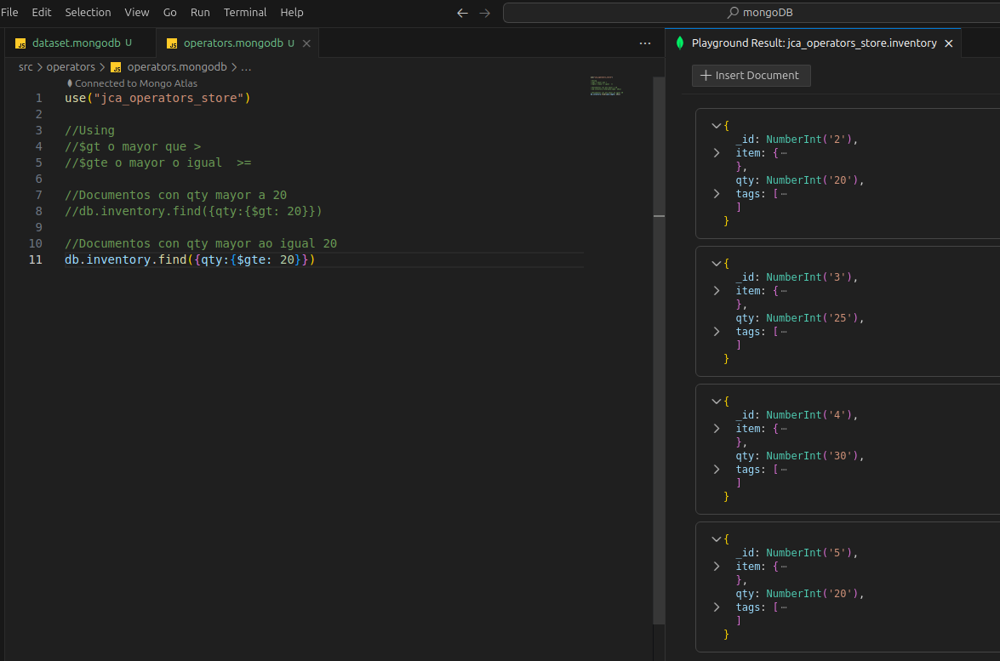 File Edit Selection View Go Run Terminal Help
mongoDB
JS dataset.mongodb U
JS operators.mongodb U
src > operators > JS operators.mongodb > ...
Connected to Mongo Atlas
1 use("jca_operators_store")
2
3 //Using
4 //$gt o mayor que >
5 //$gte o mayor o igual  >=
6
7 //Documentos con qty mayor a 20
8 //db.inventory.find({qty:{$gt: 20}})
9
10 //Documentos con qty mayor ao igual 20
11 db.inventory.find({qty:{$gte: 20}})
Playground Result: jca_operators_store.inventory
+ Insert Document
{
_id: NumberInt('2'),
item: { ...
},
qty: NumberInt('20'),
tags: [ ...
]
}
{
_id: NumberInt('3'),
item: { ...
},
qty: NumberInt('25'),
tags: [ ...
]
}
{
_id: NumberInt('4'),
item: { ...
},
qty: NumberInt('30'),
tags: [ ...
]
}
{
_id: NumberInt('5'),
item: { ...
},
qty: NumberInt('20'),
tags: [ ...
]
}